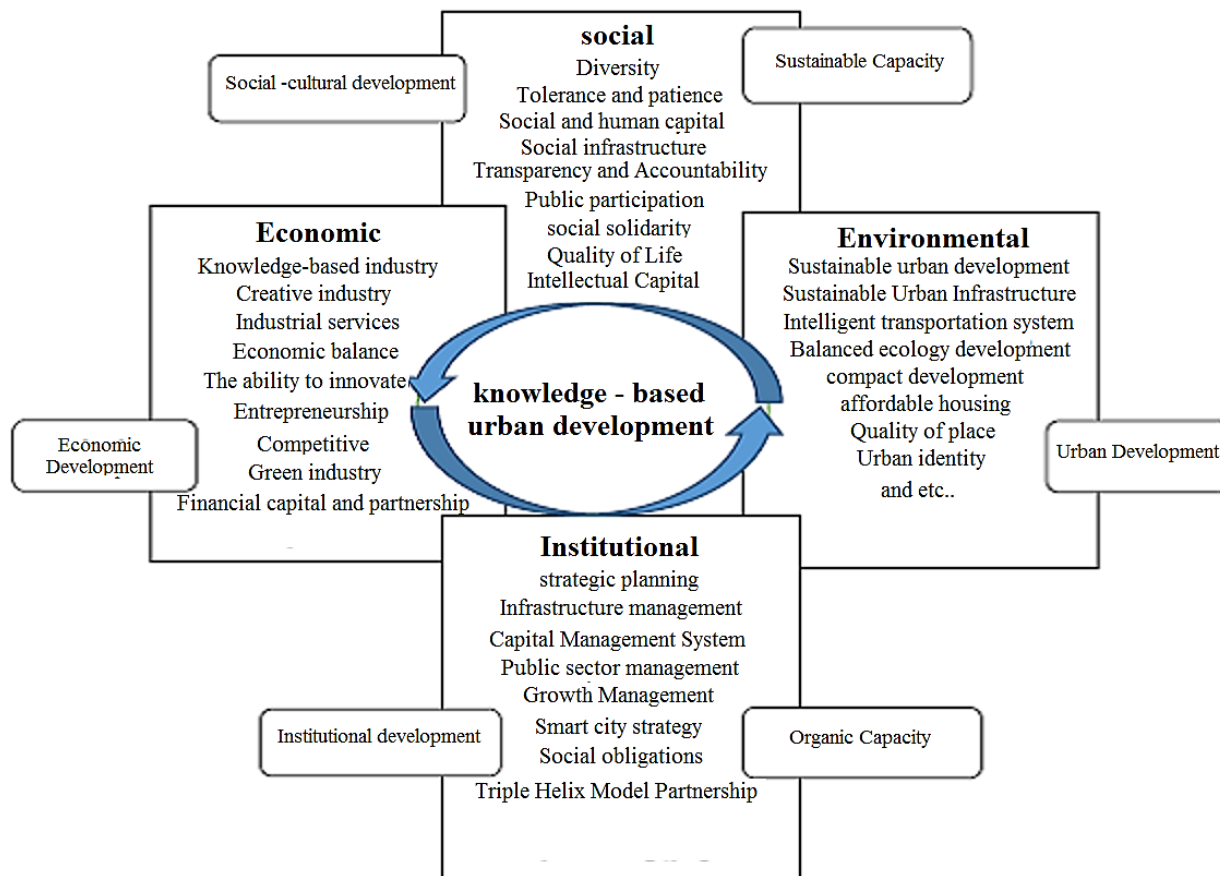 social
Diversity
Tolerance and patience
Social and human capital
Social infrastructure
Transparency and Accountability
Public participation
social solidarity
Quality of Life
Intellectual Capital
Social -cultural development
Sustainable Capacity
Economic
Knowledge-based industry
Creative industry
Industrial services
Economic balance
The ability to innovate
Entrepreneurship
Competitive
Green industry
Financial capital and partnership
Economic
Development
knowledge - based
urban development
Environmental
Sustainable urban development
Sustainable Urban Infrastructure
Intelligent transportation system
Balanced ecology development
compact development
affordable housing
Quality of place
Urban identity
and etc..
Urban Development
Institutional
strategic planning
Infrastructure management
Capital Management System
Public sector management
Growth Management
Smart city strategy
Social obligations
Triple Helix Model Partnership
Institutional development
Organic Capacity